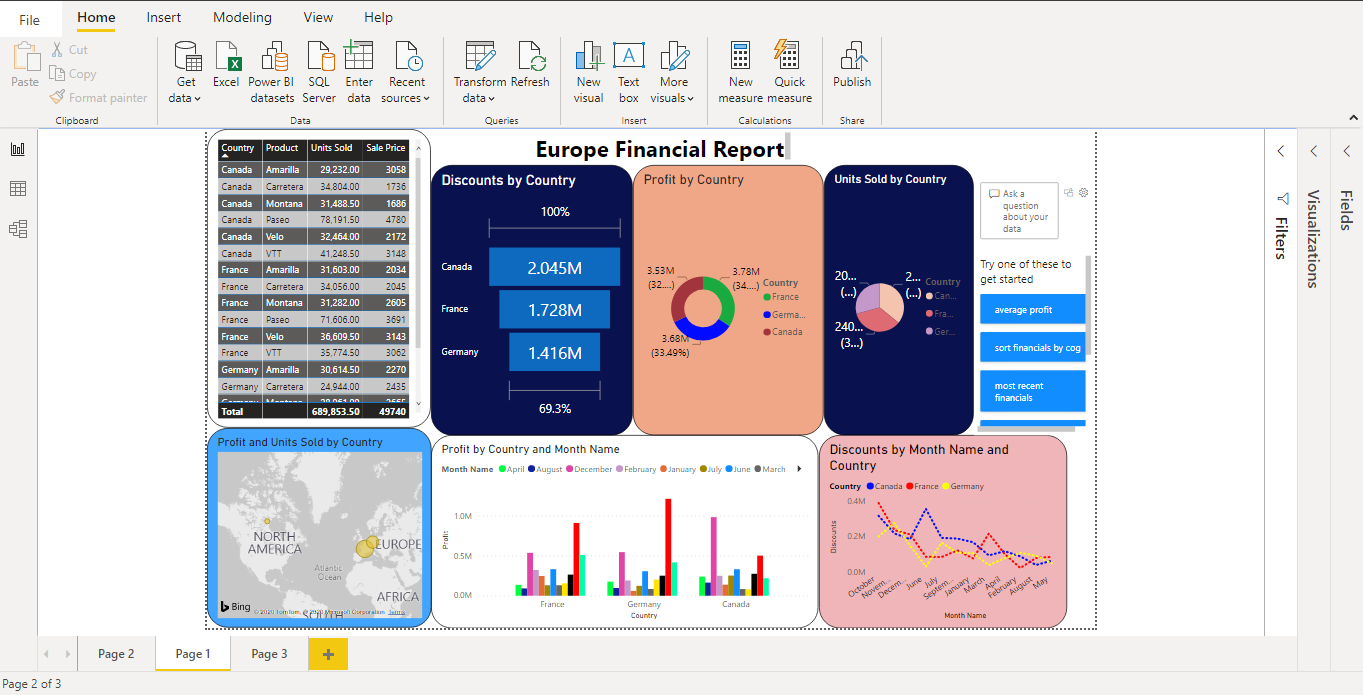 File Home Insert Modeling View Help
Paste
Cut
Copy
Format painter
Clipboard
Get data
Excel
Power BI datasets
SQL Server
Enter data
Recent sources
Data
Transform data
Refresh
Queries
New visual
Text box
More visuals
Insert
New measure
Quick measure
Calculations
Publish
Share
Europe Financial Report
Country Product Units Sold Sale Price
Canada Amarilla 29,232.00 3058
Canada Carretera 34,804.00 1736
Canada Montana 31,488.50 1686
Canada Paseo 78,191.50 4780
Canada Velo 32,464.00 2172
Canada VTT 41,248.50 3148
France Amarilla 31,603.00 2034
France Carretera 34,056.00 2045
France Montana 31,282.00 2605
France Paseo 71,606.00 3691
France Velo 36,609.50 3143
France VTT 35,774.50 3062
Germany Amarilla 30,614.50 2270
Germany Carretera 24,944.00 2435
Total 689,853.50 49740
Discounts by Country
100%
Canada 2.045M
France 1.728M
Germany 1.416M
69.3%
Profit by Country
3.53M
(32....)
3.78M
(34....)
3.68M
(33.49%)
Country
France
Germa...
Canada
Units Sold by Country
20...
(...)
2...
(...)
240...
(3...)
Country
Can...
Fra...
Ger...
Ask a
question
about your
data
Try one of these to
get started
average profit
sort financials by cog
most recent
financials
Filters
Visualizations
Fields
Profit and Units Sold by Country
NORTH
AMERICA
EUROPE
Atlantic
Ocean
AFRICA
SOUTH
Bing
© 2020 TomTom, © 2020 Microsoft Corporation Terms
Profit by Country and Month Name
Month Name April August December February January July June March
Profit
1.0M
0.5M
0.0M
France Germany Canada
Country
Discounts by Month Name and
Country
Country Canada France Germany
Discounts
0.4M
0.2M
0.0M
October Novem... Decem... June July Septem... January March April February August May
Month Name
Page 2 Page 1 Page 3
Page 2 of 3